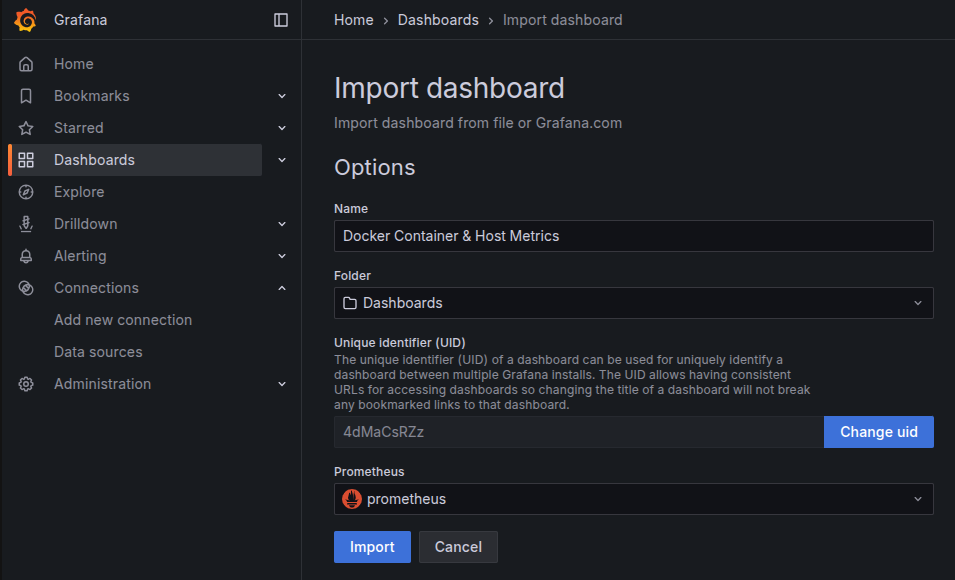 Grafana
Home › Dashboards › Import dashboard
Home
Bookmarks
Starred
Dashboards
Explore
Drilldown
Alerting
Connections
Add new connection
Data sources
Administration
Import dashboard
Import dashboard from file or Grafana.com
Options
Name
Docker Container & Host Metrics
Folder
Dashboards
Unique identifier (UID)
The unique identifier (UID) of a dashboard can be used for uniquely identify a
dashboard between multiple Grafana installs. The UID allows having consistent
URLs for accessing dashboards so changing the title of a dashboard will not break
any bookmarked links to that dashboard.
4dMaCsRZz
Change uid
Prometheus
prometheus
Import
Cancel